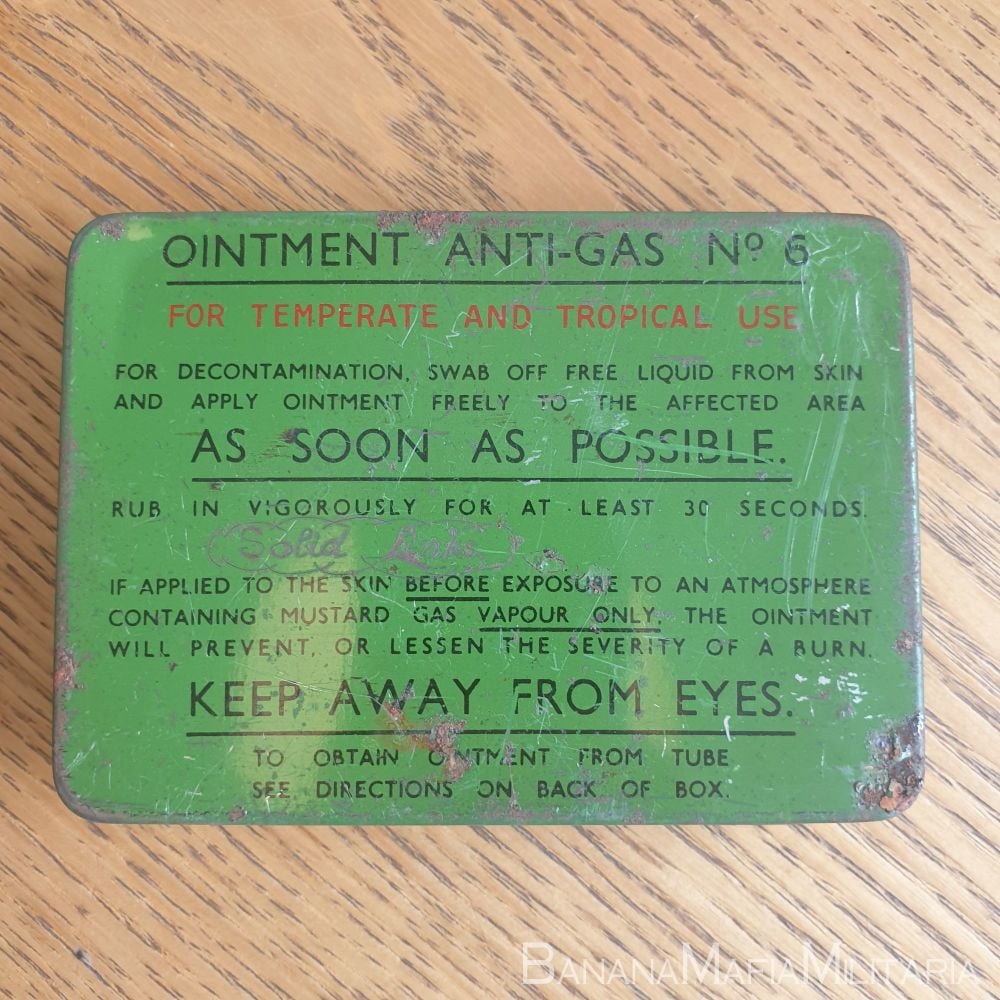 OINTMENT ANTI-GAS Nº 6
FOR TEMPERATE AND TROPICAL USE
FOR DECONTAMINATION, SWAB OFF FREE LIQUID FROM SKIN
AND APPLY OINTMENT FREELY TO THE AFFECTED AREA
AS SOON AS POSSIBLE.
RUB IN VIGOROUSLY FOR AT LEAST 30 SECONDS.
Solid
IF APPLIED TO THE SKIN BEFORE EXPOSURE TO AN ATMOSPHERE
CONTAINING MUSTARD GAS VAPOUR ONLY, THE OINTMENT
WILL PREVENT, OR LESSEN THE SEVERITY OF A BURN.
KEEP AWAY FROM EYES.
TO OBTAIN OINTMENT FROM TUBE
SEE DIRECTIONS ON BACK OF BOX.
BANANAMAFIAMILITARIA